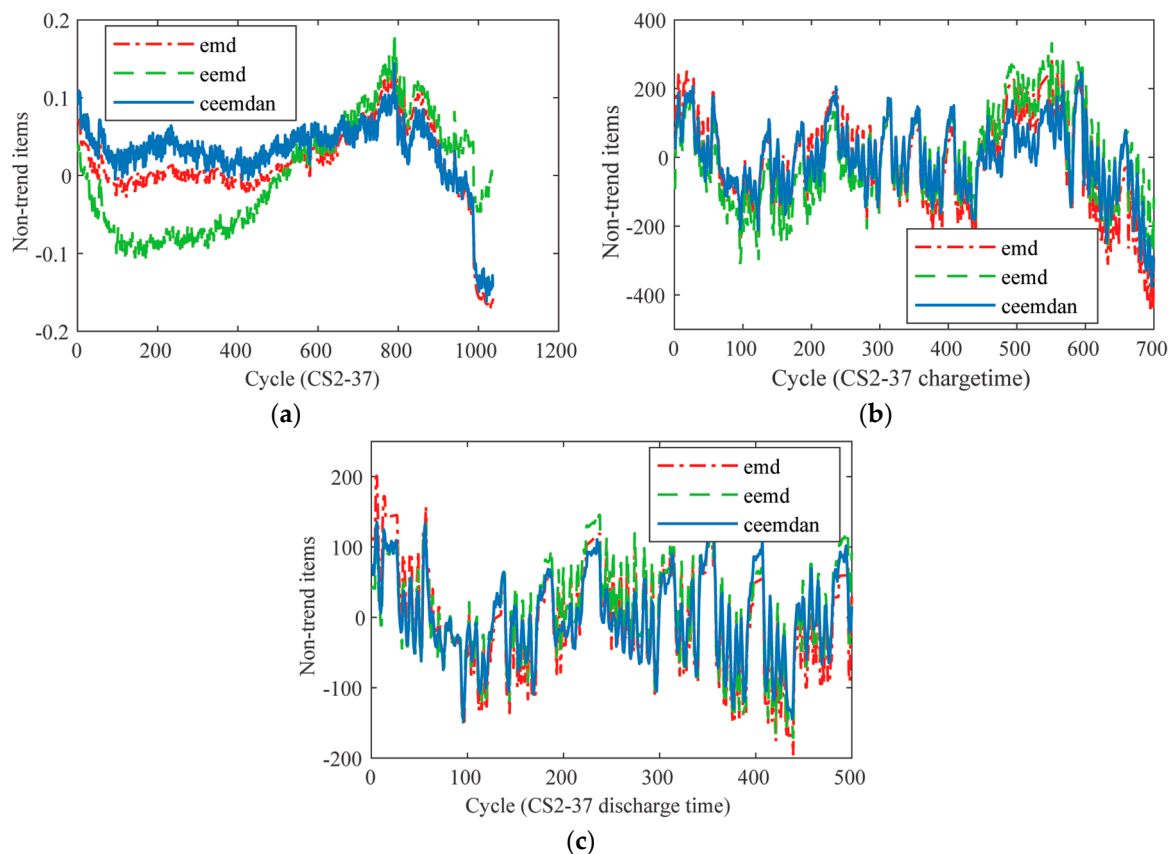 0.2
0.1
0
-0.1
-0.2
Non-trend items
emd
eemd
ceemdan
0 200 400 600 800 1000 1200
Cycle (CS2-37)
(a)
400
200
0
-200
-400
Non-trend items
emd
eemd
ceemdan
0 100 200 300 400 500 600 700
Cycle (CS2-37 chargetime)
(b)
200
100
0
-100
-200
Non-trend items
emd
eemd
ceemdan
0 100 200 300 400 500
Cycle (CS2-37 discharge time)
(c)